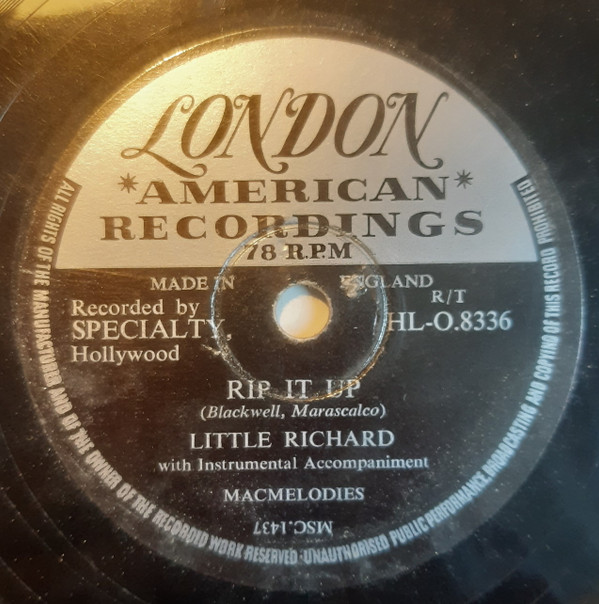 LONDON
*AMERICAN*
RECORDINGS
78 R.P.M
MADE IN ENGLAND
R/T
Recorded by
SPECIALTY,
HL-O.8336
Hollywood
RIP IT UP
(Blackwell, Marascalco)
LITTLE RICHARD
with Instrumental Accompaniment
MACMELODIES
MSC.1437
ALL RIGHTS OF THE MANUFACTURER AND OF THE OWNER OF THE RECORDED WORK RESERVED · UNAUTHORISED PUBLIC PERFORMANCE BROADCASTING AND COPYING OF THIS RECORD PROHIBITED